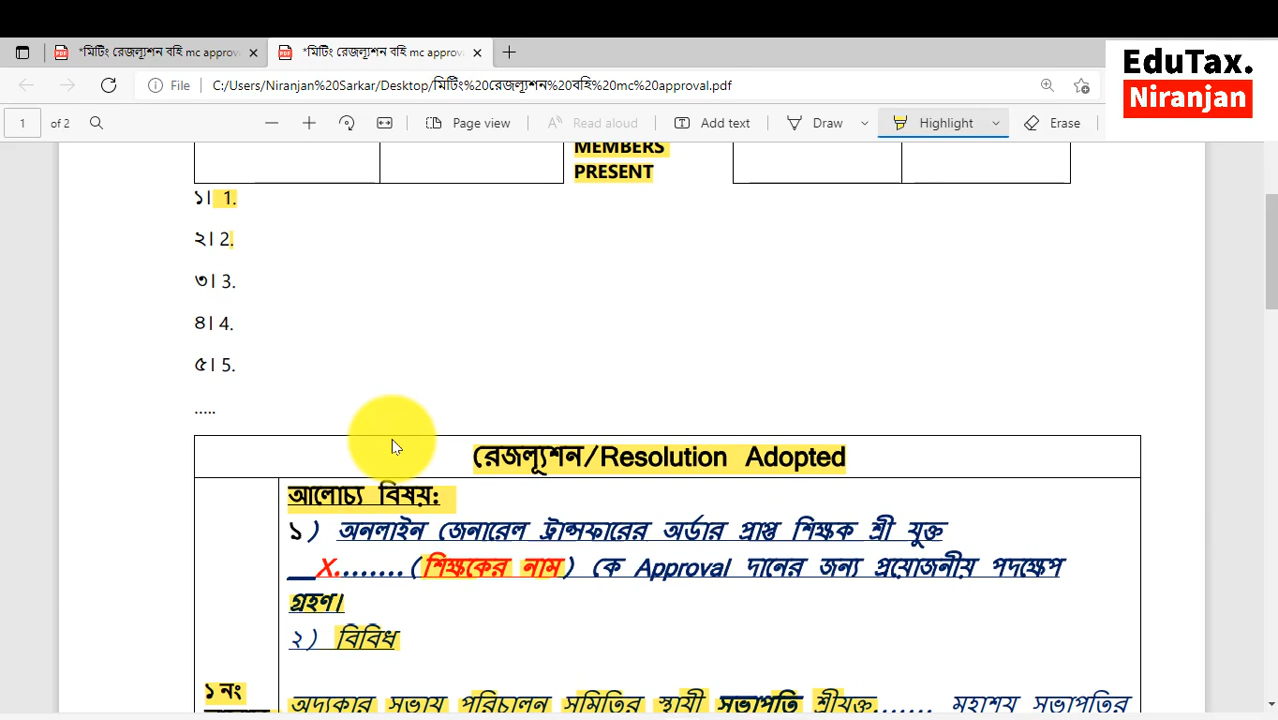 *মিটিং রেজল্যুশন বহি mc approv
*মিটিং রেজল্যুশন বহি mc approv
EduTax.
Niranjan
File
C:/Users/Niranjan%20Sarkar/Desktop/মিটিং%20রেজল্যুশন%20বহি%20mc%20approval.pdf
1 of 2
Page view
Read aloud
Add text
Draw
Highlight
Erase
MEMBERS
PRESENT
১। 1.
২। 2.
৩। 3.
৪। 4.
৫। 5.
.....
রেজল্যূশন/Resolution Adopted
আলোচ্য বিষয়:
১) অনলাইন জেনারেল ট্রান্সফারের অর্ডার প্রাপ্ত শিক্ষক শ্রী যুক্ত
__X........(শিক্ষকের নাম) কে Approval দানের জন্য প্রয়োজনীয় পদক্ষেপ
গ্রহণ।
২) বিবিধ
১ নং
অদ্যকার সভায় পরিচালন সমিতির স্থায়ী সভাপতি শ্রীযুক্ত....... মহাশয় সভাপতির